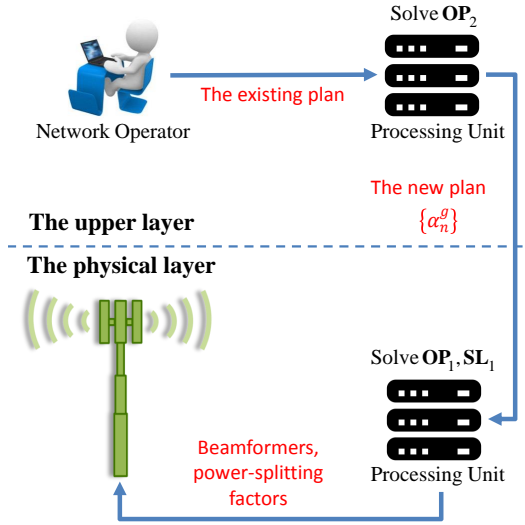 Solve OP₂
The existing plan
Network Operator
Processing Unit
The new plan
{αₙᵍ}
The upper layer
The physical layer
Solve OP₁, SL₁
Beamformers,
power-splitting
factors
Processing Unit